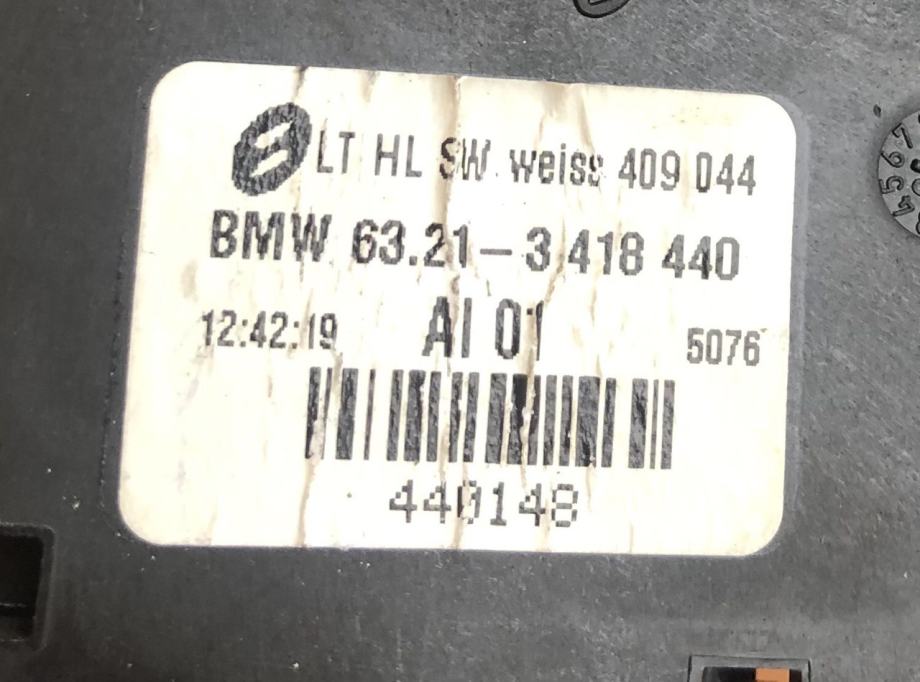 LT HL SW weiss 409 044
BMW 63.21-3 418 440
12:42:19 AI 01 5076
440148
4567